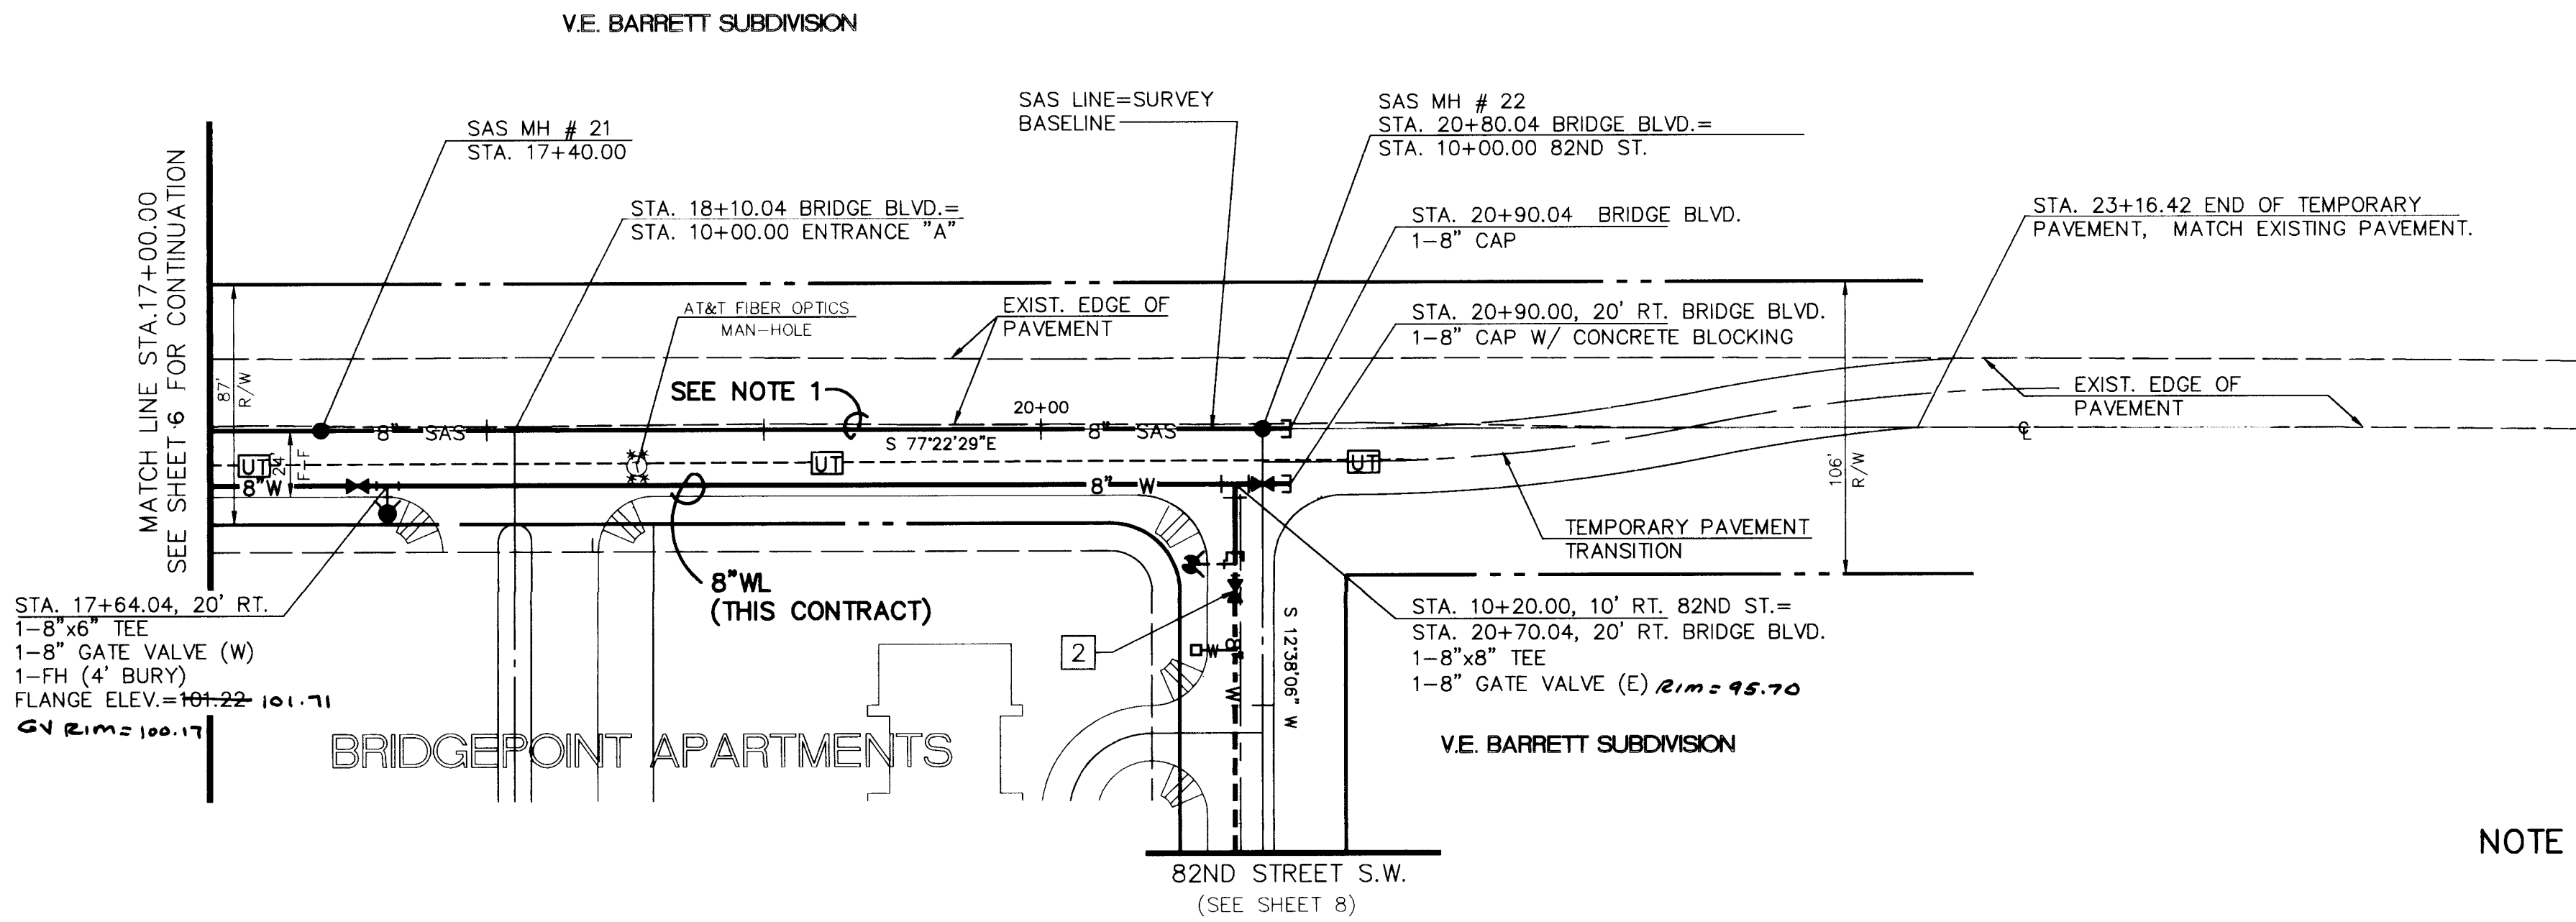 V.E. BARRETT SUBDIVISION
SAS LINE=SURVEY
BASELINE
SAS MH # 22
STA. 20+80.04 BRIDGE BLVD.=
STA. 10+00.00 82ND ST.
SAS MH # 21
STA. 17+40.00
MATCH LINE STA.17+00.00
SEE SHEET 6 FOR CONTINUATION
STA. 18+10.04 BRIDGE BLVD.=
STA. 10+00.00 ENTRANCE "A"
STA. 20+90.04 BRIDGE BLVD.
1-8" CAP
STA. 23+16.42 END OF TEMPORARY
PAVEMENT, MATCH EXISTING PAVEMENT.
AT&T FIBER OPTICS
MAN-HOLE
EXIST. EDGE OF
PAVEMENT
STA. 20+90.00, 20' RT. BRIDGE BLVD.
1-8" CAP W/ CONCRETE BLOCKING
87'
R/W
SEE NOTE 1
20+00
EXIST. EDGE OF
PAVEMENT
8" SAS
8" SAS
S 77°22'29"E
℄
UT
24'
F-F
UT
UT
106'
R/W
8"W
8" W
TEMPORARY PAVEMENT
TRANSITION
8"WL
(THIS CONTRACT)
STA. 17+64.04, 20' RT.
1-8"x6" TEE
1-8" GATE VALVE (W)
1-FH (4' BURY)
FLANGE ELEV.=101.22 101.71
GV RIM=100.17
STA. 10+20.00, 10' RT. 82ND ST.=
STA. 20+70.04, 20' RT. BRIDGE BLVD.
1-8"x8" TEE
1-8" GATE VALVE (E) RIM=95.70
2
W
8"
W
S 12°38'06" W
BRIDGEPOINT APARTMENTS
V.E. BARRETT SUBDIVISION
NOTE
82ND STREET S.W.
(SEE SHEET 8)